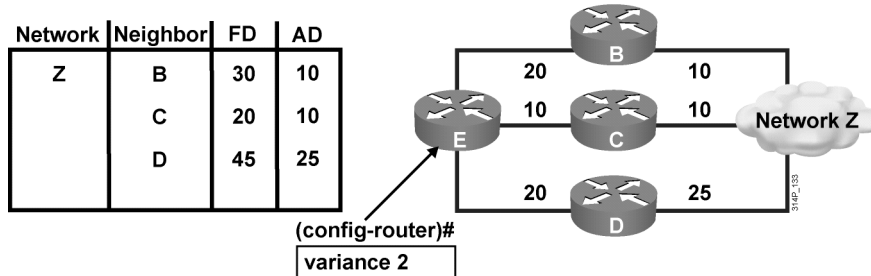 Network Neighbor FD AD
Z B 30 10
C 20 10
D 45 25
B
20 10
10 10
E C Network Z
20 25
D
314P_133
(config-router)#
variance 2